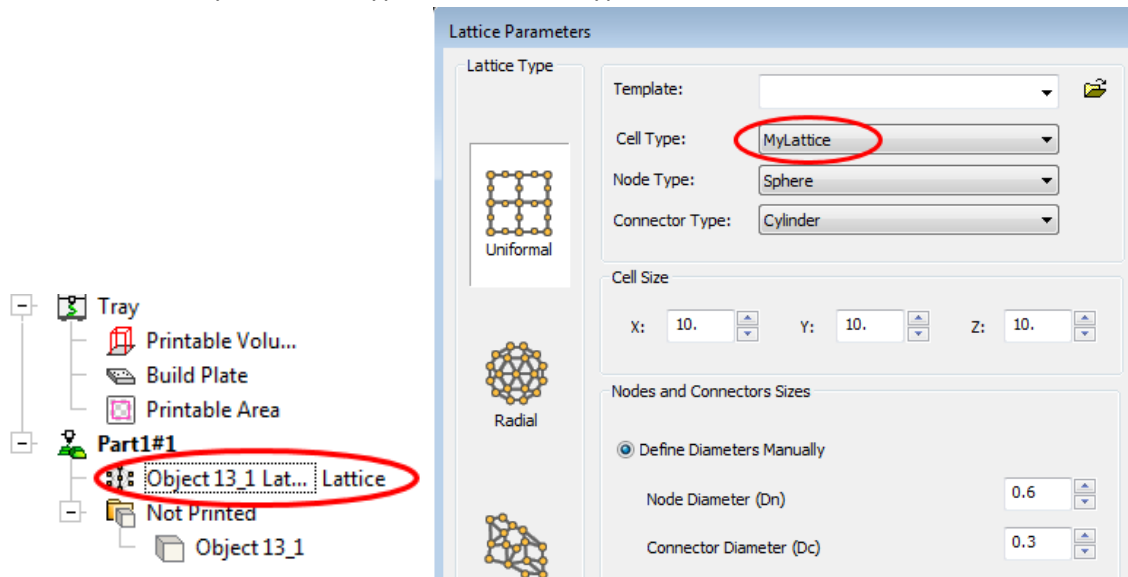 Lattice Parameters
Lattice Type
Uniformal
Radial
Template:
Cell Type: MyLattice
Node Type: Sphere
Connector Type: Cylinder
Cell Size
X: 10. Y: 10. Z: 10.
Nodes and Connectors Sizes
Define Diameters Manually
Node Diameter (Dn) 0.6
Connector Diameter (Dc) 0.3
Tray
Printable Volu...
Build Plate
Printable Area
Part1#1
Object 13_1 Lat... Lattice
Not Printed
Object 13_1